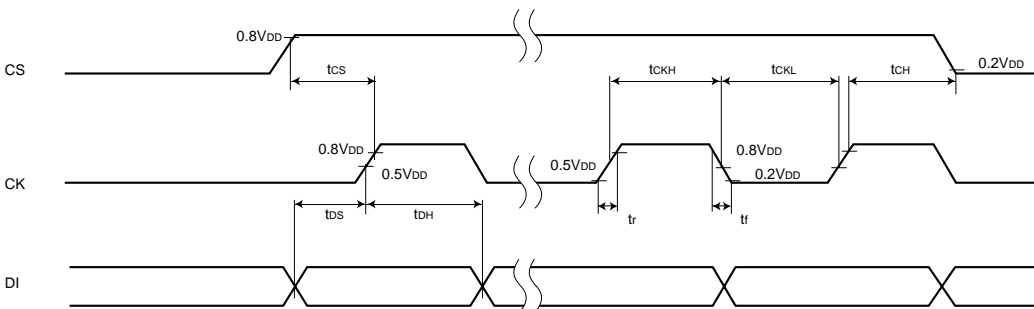 0.8VDD
CS
tCS
tCKH
tCKL
tCH
0.2VDD
0.8VDD
0.5VDD
CK
0.5VDD
0.8VDD
0.2VDD
tDS
tDH
tr
tf
DI